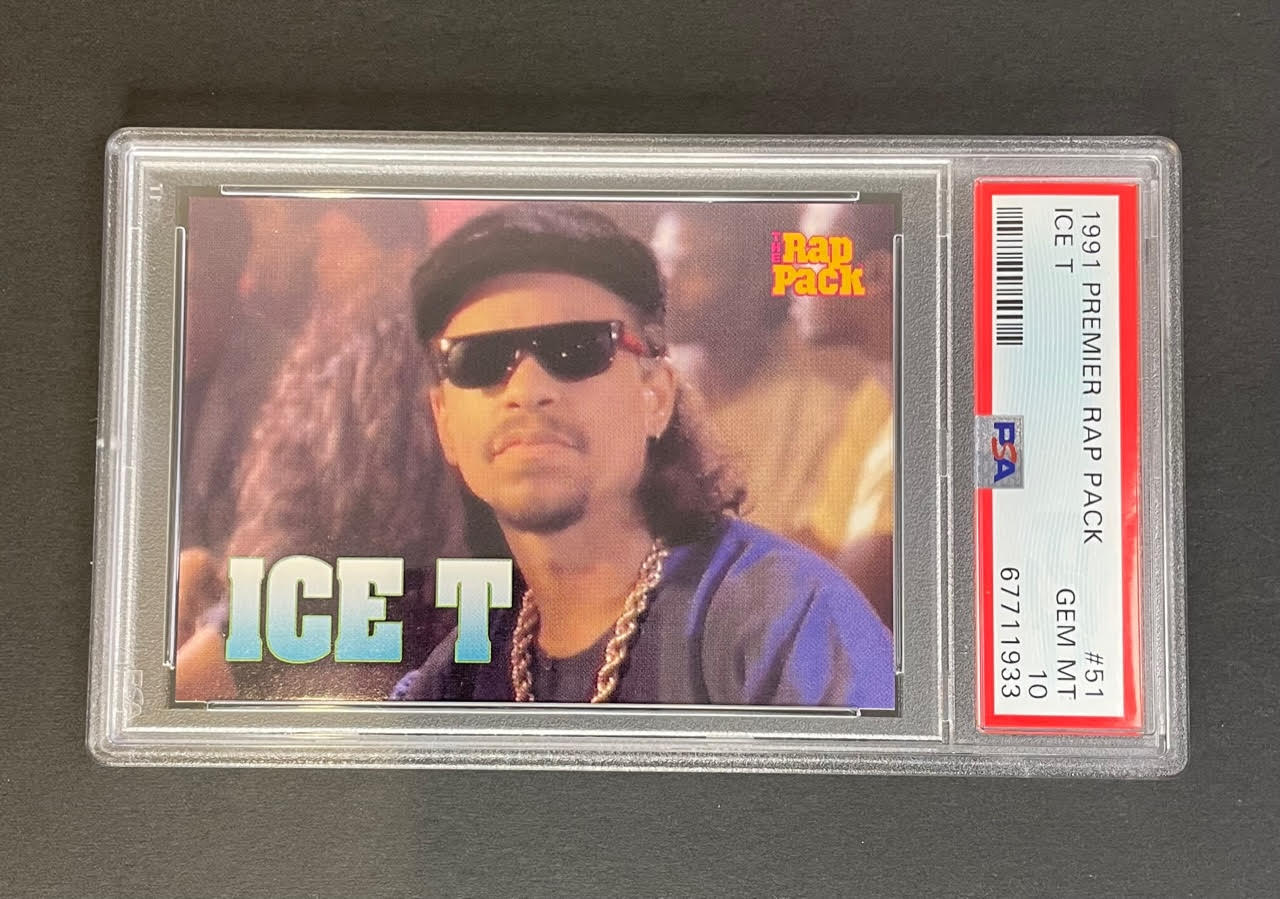 THE
Rap
Pack
ICE T
1991 PREMIER RAP PACK #51
ICE T GEM MT
10
PSA 67711933